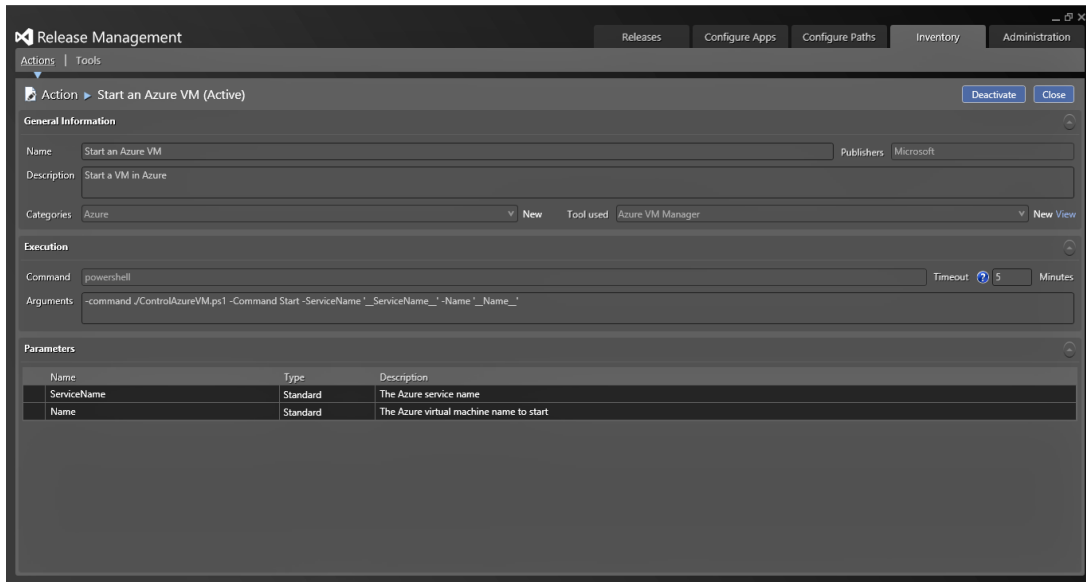 Release Management
Releases Configure Apps Configure Paths Inventory Administration
Actions | Tools
Action ▶ Start an Azure VM (Active) Deactivate Close
General Information
Name Start an Azure VM Publishers Microsoft
Description Start a VM in Azure
Categories Azure New Tool used Azure VM Manager New View
Execution
Command powershell Timeout ? 5 Minutes
Arguments -command ./ControlAzureVM.ps1 -Command Start -ServiceName '__ServiceName__' -Name '__Name__'
Parameters
Name Type Description
ServiceName Standard The Azure service name
Name Standard The Azure virtual machine name to start